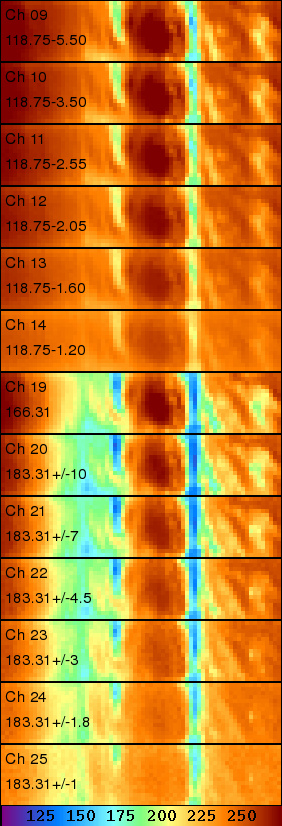 Ch 09
118.75-5.50
Ch 10
118.75-3.50
Ch 11
118.75-2.55
Ch 12
118.75-2.05
Ch 13
118.75-1.60
Ch 14
118.75-1.20
Ch 19
166.31
Ch 20
183.31+/-10
Ch 21
183.31+/-7
Ch 22
183.31+/-4.5
Ch 23
183.31+/-3
Ch 24
183.31+/-1.8
Ch 25
183.31+/-1
125 150 175 200 225 250